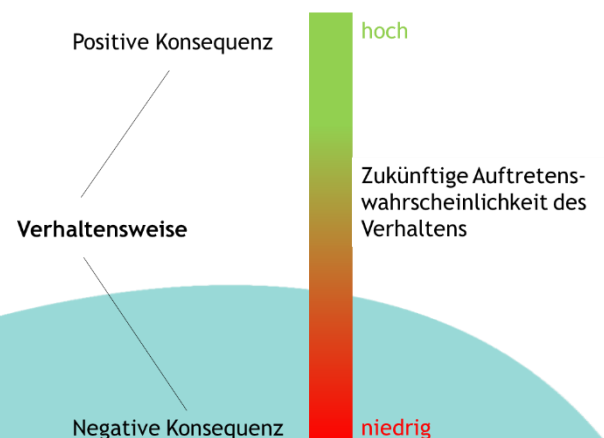 Positive Konsequenz
hoch
Zukünftige Auftretens-
wahrscheinlichkeit des
Verhaltens
Verhaltensweise
Negative Konsequenz
niedrig